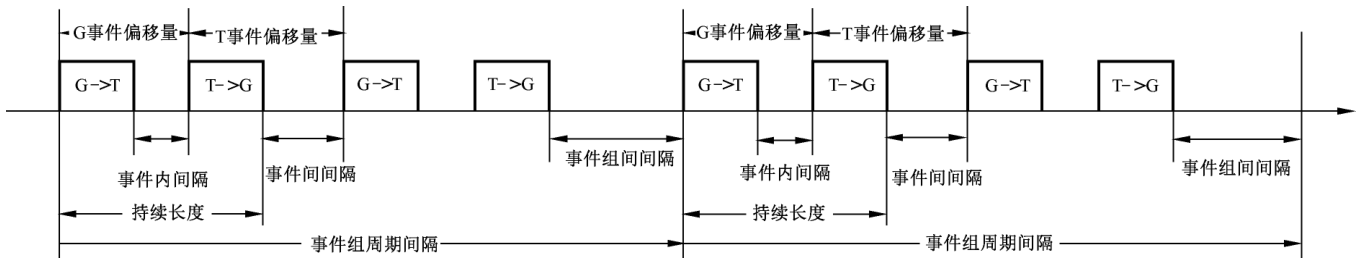 G事件偏移量 T事件偏移量 G事件偏移量 T事件偏移量
G->T T->G G->T T->G G->T T->G G->T T->G
事件内间隔 事件间间隔 事件组间间隔 事件内间隔 事件间间隔 事件组间间隔
持续长度 持续长度
事件组周期间隔 事件组周期间隔